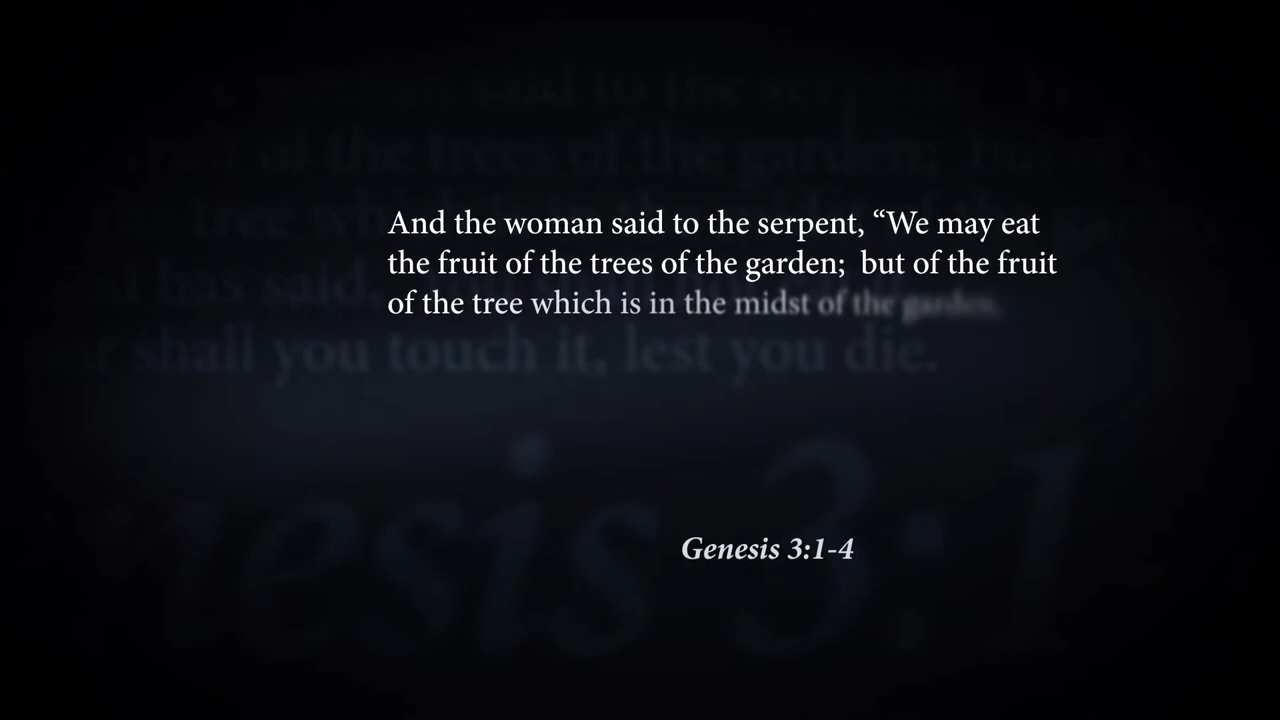 And the woman said to the serpent, “We may eat
the fruit of the trees of the garden;  but of the fruit
of the tree which is in the midst of the garden,
shall you touch it, lest you die.
Genesis 3:1-4